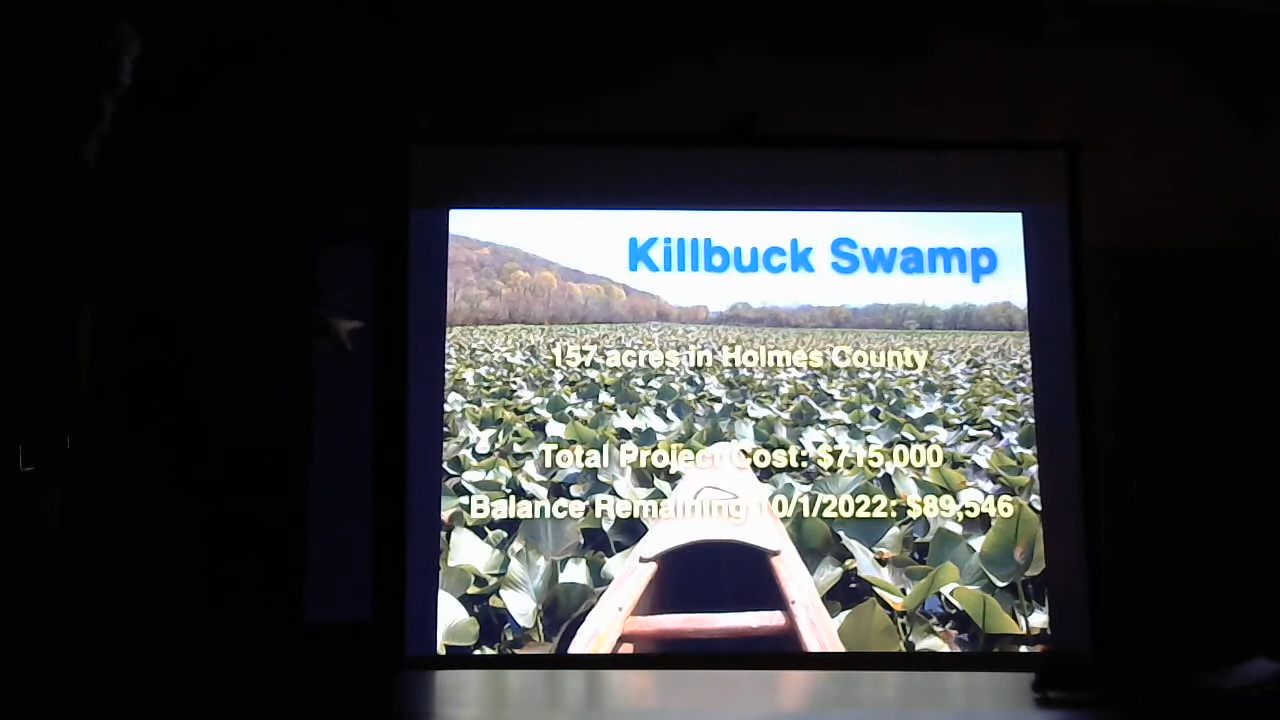 Killbuck Swamp
157 acres in Holmes County
Total Project Cost: $715,000
Balance Remaining 10/1/2022: $89,546